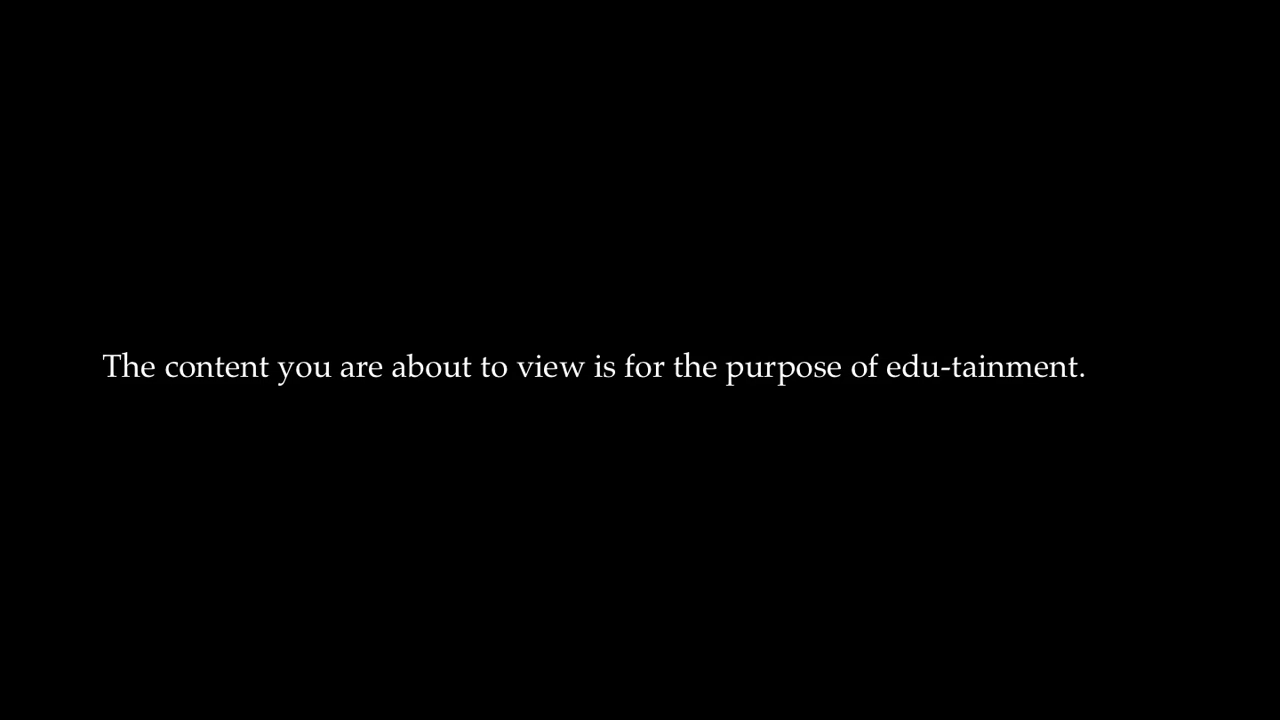 The content you are about to view is for the purpose of edu-tainment.